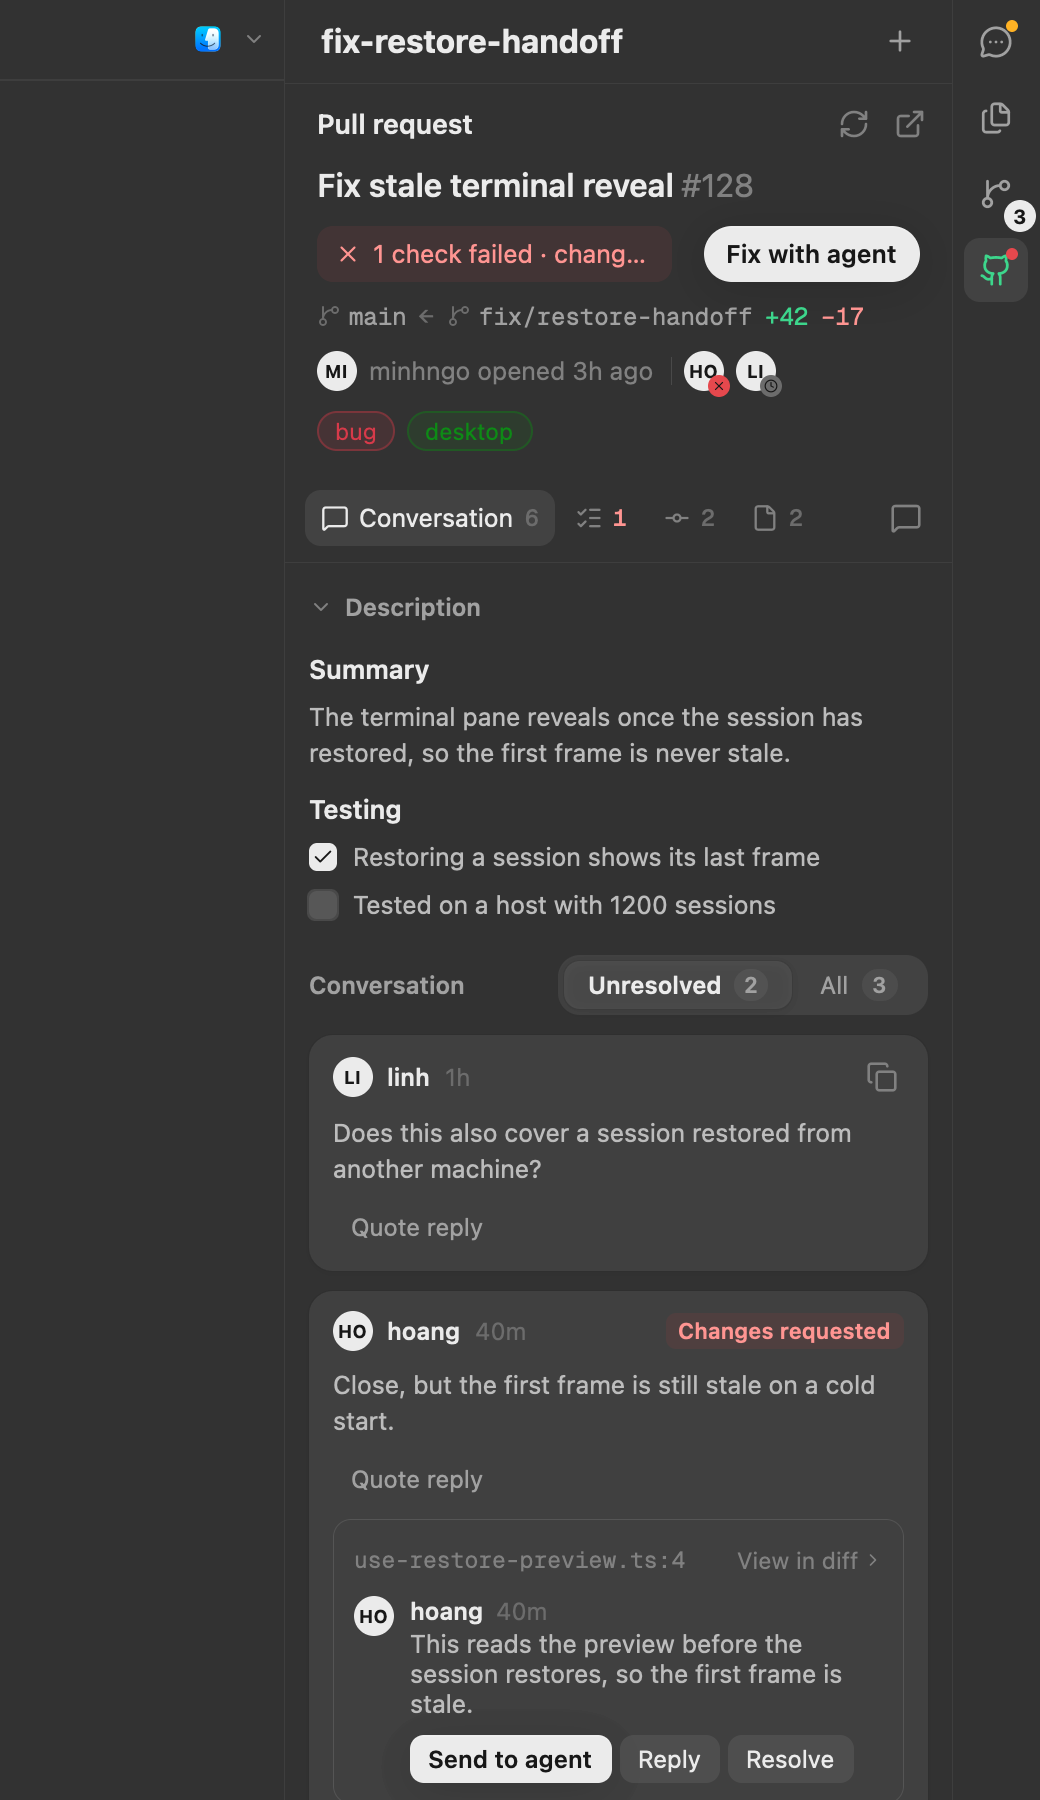 fix-restore-handoff
Pull request
Fix stale terminal reveal #128
1 check failed · chang...
Fix with agent
3
main ← fix/restore-handoff +42 −17
MI minhngo opened 3h ago HO LI
bug desktop
Conversation 6 1 2 2
Description
Summary
The terminal pane reveals once the session has
restored, so the first frame is never stale.
Testing
Restoring a session shows its last frame
Tested on a host with 1200 sessions
Conversation Unresolved 2 All 3
LI linh 1h
Does this also cover a session restored from
another machine?
Quote reply
HO hoang 40m Changes requested
Close, but the first frame is still stale on a cold
start.
Quote reply
use-restore-preview.ts:4 View in diff
HO hoang 40m
This reads the preview before the
session restores, so the first frame is
stale.
Send to agent Reply Resolve